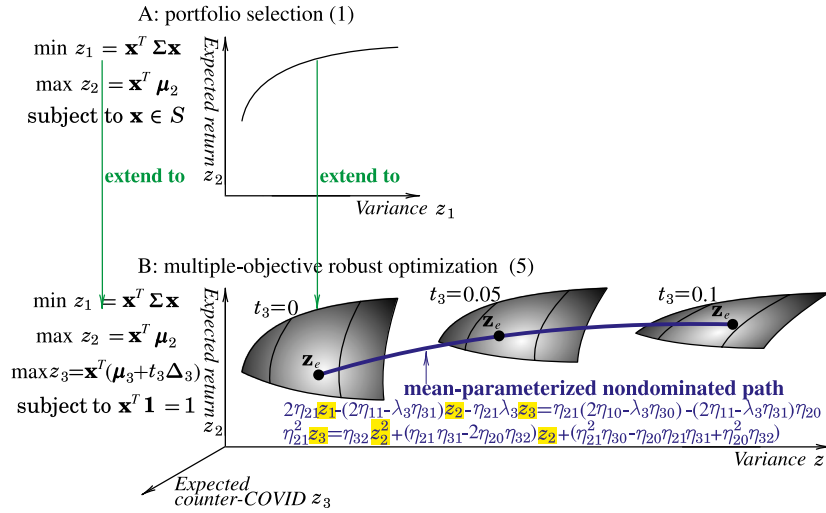 A: portfolio selection (1)
min z₁ = 𝐱ᵀ 𝚺𝐱
max z₂ = 𝐱ᵀ 𝛍₂
subject to 𝐱 ∈ S
Expected return z₂
extend to
extend to
Variance z₁
B: multiple-objective robust optimization (5)
min z₁ = 𝐱ᵀ 𝚺𝐱
max z₂ = 𝐱ᵀ 𝛍₂
max z₃=𝐱ᵀ(𝛍₃+t₃𝚫₃)
subject to 𝐱ᵀ 𝟏 = 1
Expected return z₂
t₃=0
t₃=0.05
t₃=0.1
𝐳ₑ
𝐳ₑ
𝐳ₑ
mean-parameterized nondominated path
2η₂₁z₁-(2η₁₁-λ₃η₃₁)z₂-η₂₁λ₃z₃=η₂₁(2η₁₀-λ₃η₃₀)-(2η₁₁-λ₃η₃₁)η₂₀
η₂₁²z₃=η₃₂z₂²+(η₂₁η₃₁-2η₂₀η₃₂)z₂+(η₂₁²η₃₀-η₂₀η₂₁η₃₁+η₂₀²η₃₂)
Variance z
Expected
counter-COVID z₃